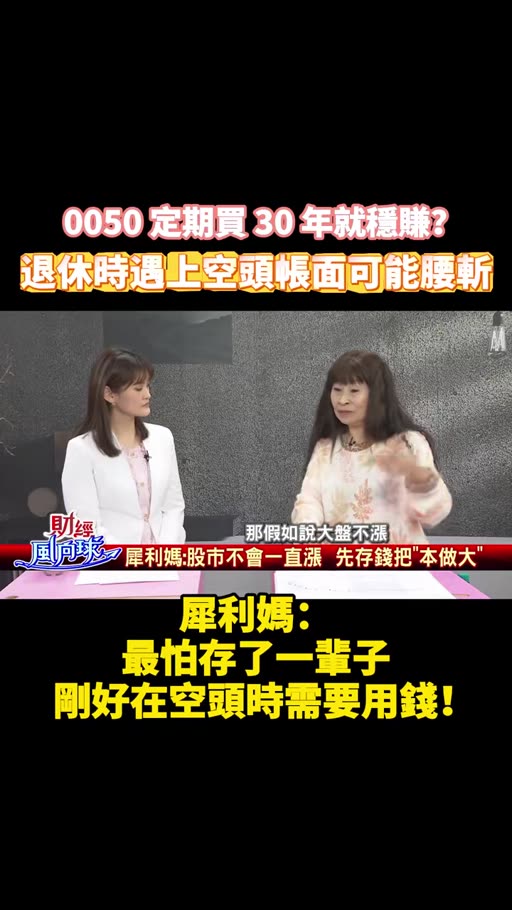 0050 定期買 30 年就穩賺?
退休時遇上空頭帳面可能腰斬
那假如說大盤不漲
財經
風向球
犀利媽:股市不會一直漲 先存錢把"本做大"
犀利媽:
最怕存了一輩子
剛好在空頭時需要用錢!